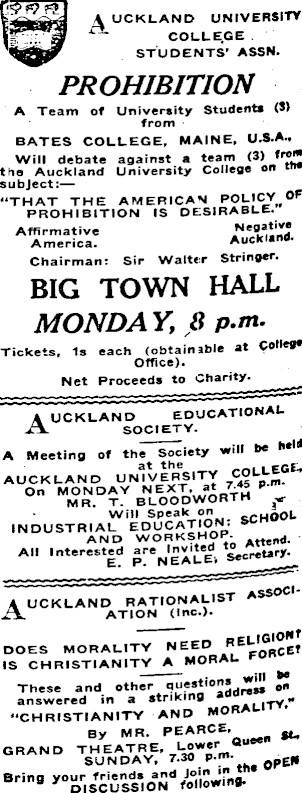 AUCKLAND UNIVERSITY
COLLEGE
STUDENTS' ASSN.
PROHIBITION
A Team of University Students (3)
from
BATES COLLEGE, MAINE, U.S.A.,
Will debate against a team (3) from
the Auckland University College on the
subject:—
"THAT THE AMERICAN POLICY OF
PROHIBITION IS DESIRABLE."
Affirmative Negative
America. Auckland.
Chairman: Sir Walter Stringer.
BIG TOWN HALL
MONDAY, 8 p.m.
Tickets, 1s each (obtainable at College
Office).
Net Proceeds to Charity.
AUCKLAND EDUCATIONAL
SOCIETY.
A Meeting of the Society will be held
at the
AUCKLAND UNIVERSITY COLLEGE,
On MONDAY NEXT, at 7.45 p.m.
MR. T. BLOODWORTH
Will Speak on
INDUSTRIAL EDUCATION: SCHOOL
AND WORKSHOP.
All Interested are Invited to Attend.
E. P. NEALE, Secretary.
AUCKLAND RATIONALIST ASSOCI-
ATION (Inc.).
DOES MORALITY NEED RELIGION?
IS CHRISTIANITY A MORAL FORCE?
These and other questions will be
answered in a striking address on
"CHRISTIANITY AND MORALITY,"
By MR. PEARCE,
GRAND THEATRE, Lower Queen St.,
SUNDAY, 7.30 p.m.
Bring your friends and join in the OPEN
DISCUSSION following.